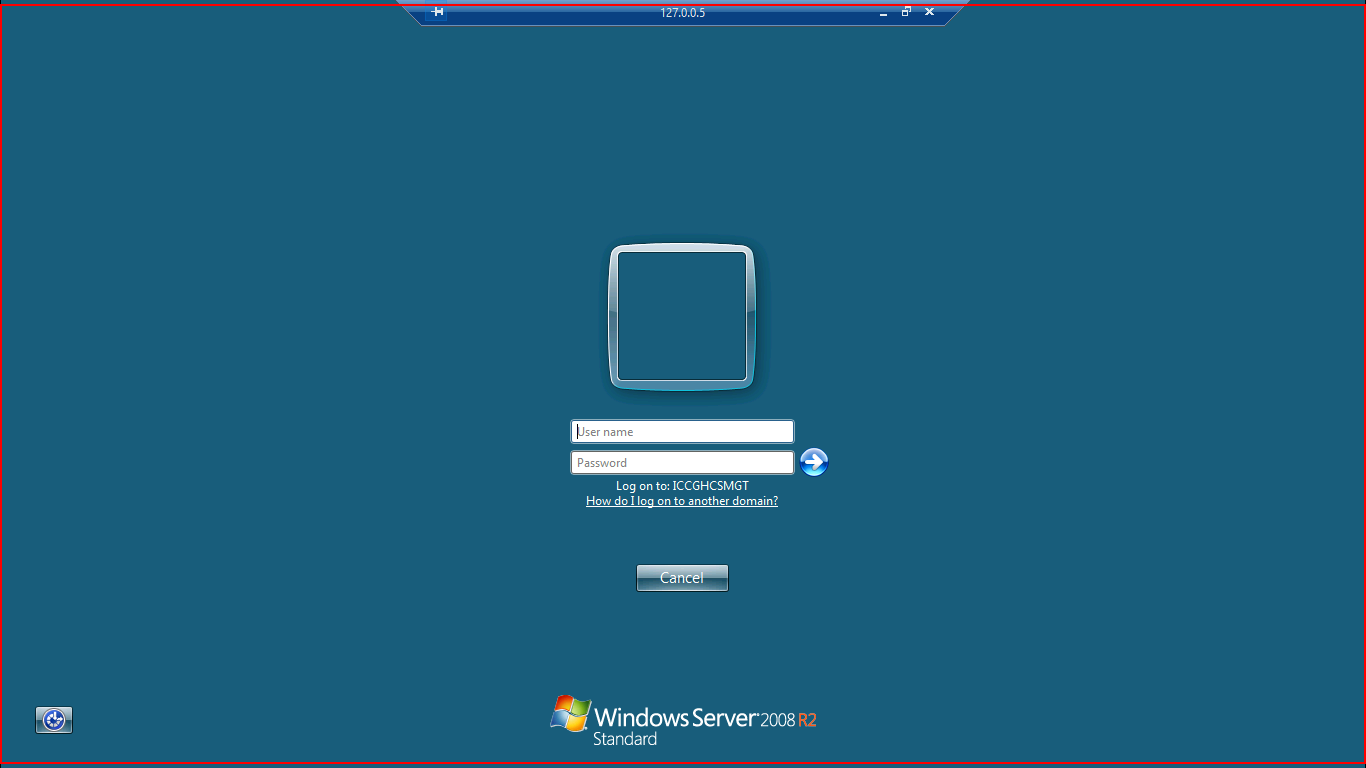 127.0.0.5
User name
Password
Log on to: ICCGHCSMGT
How do I log on to another domain?
Cancel
Windows Server 2008 R2
Standard